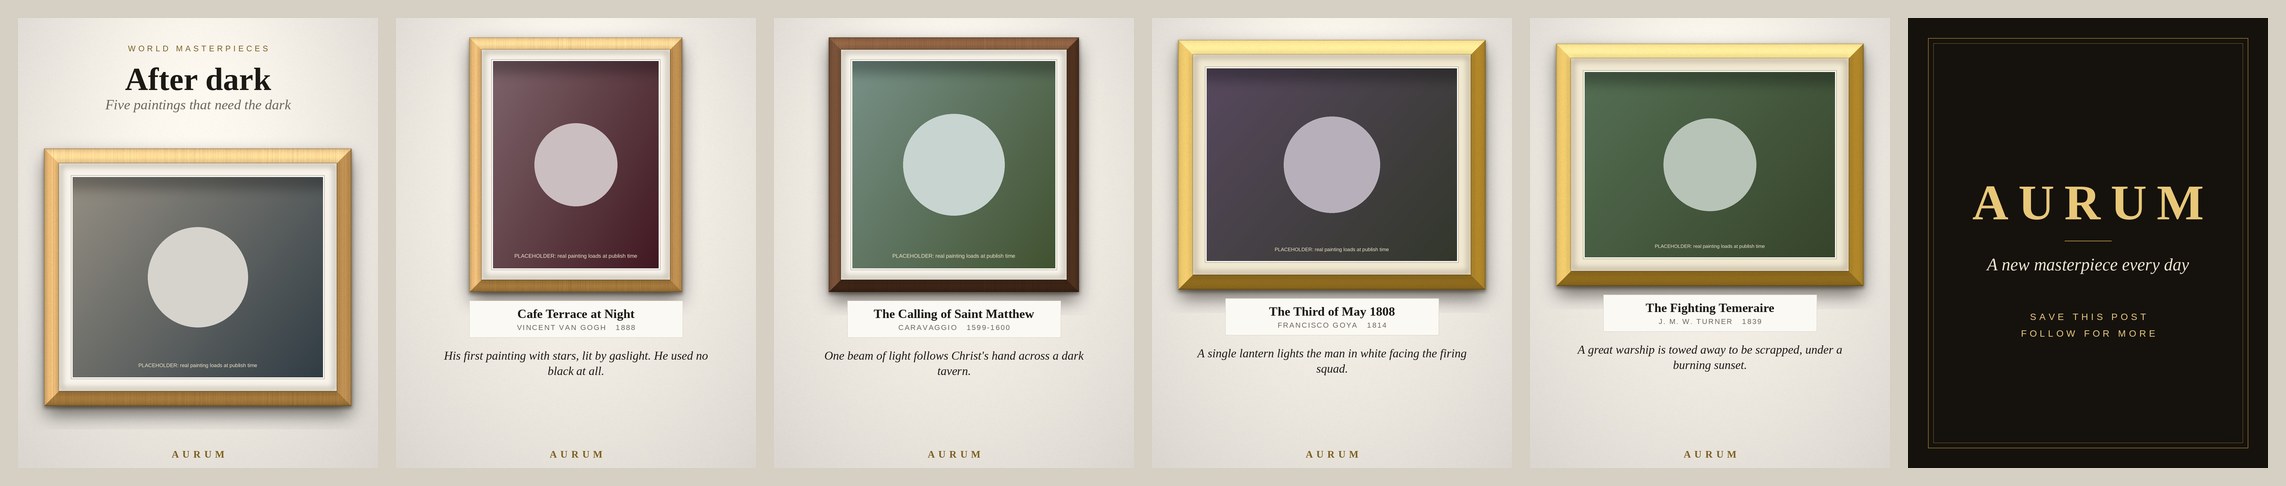 WORLD MASTERPIECES
After dark
Five paintings that need the dark
PLACEHOLDER: real painting loads at publish time
AURUM
PLACEHOLDER: real painting loads at publish time
Cafe Terrace at Night
VINCENT VAN GOGH 1888
His first painting with stars, lit by gaslight. He used no
black at all.
AURUM
PLACEHOLDER: real painting loads at publish time
The Calling of Saint Matthew
CARAVAGGIO 1599-1600
One beam of light follows Christ's hand across a dark
tavern.
AURUM
PLACEHOLDER: real painting loads at publish time
The Third of May 1808
FRANCISCO GOYA 1814
A single lantern lights the man in white facing the firing
squad.
AURUM
PLACEHOLDER: real painting loads at publish time
The Fighting Temeraire
J. M. W. TURNER 1839
A great warship is towed away to be scrapped, under a
burning sunset.
AURUM
AURUM
A new masterpiece every day
SAVE THIS POST
FOLLOW FOR MORE